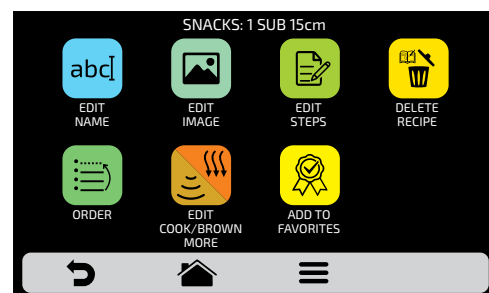 SNACKS: 1 SUB 15cm
abc
EDIT
NAME
EDIT
IMAGE
EDIT
STEPS
DELETE
RECIPE
ORDER
EDIT
COOK/BROWN
MORE
ADD TO
FAVORITES